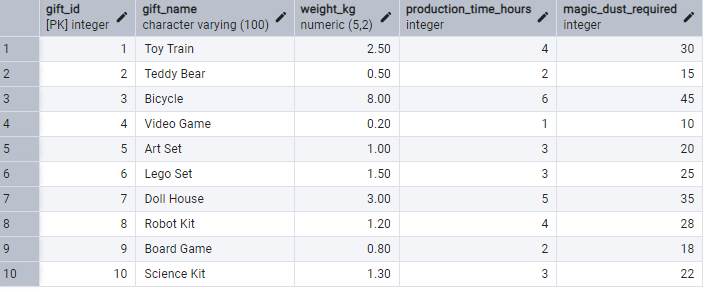 gift_id gift_name weight_kg production_time_hours magic_dust_required
[PK] integer character varying (100) numeric (5,2) integer integer
1 1 Toy Train 2.50 4 30
2 2 Teddy Bear 0.50 2 15
3 3 Bicycle 8.00 6 45
4 4 Video Game 0.20 1 10
5 5 Art Set 1.00 3 20
6 6 Lego Set 1.50 3 25
7 7 Doll House 3.00 5 35
8 8 Robot Kit 1.20 4 28
9 9 Board Game 0.80 2 18
10 10 Science Kit 1.30 3 22